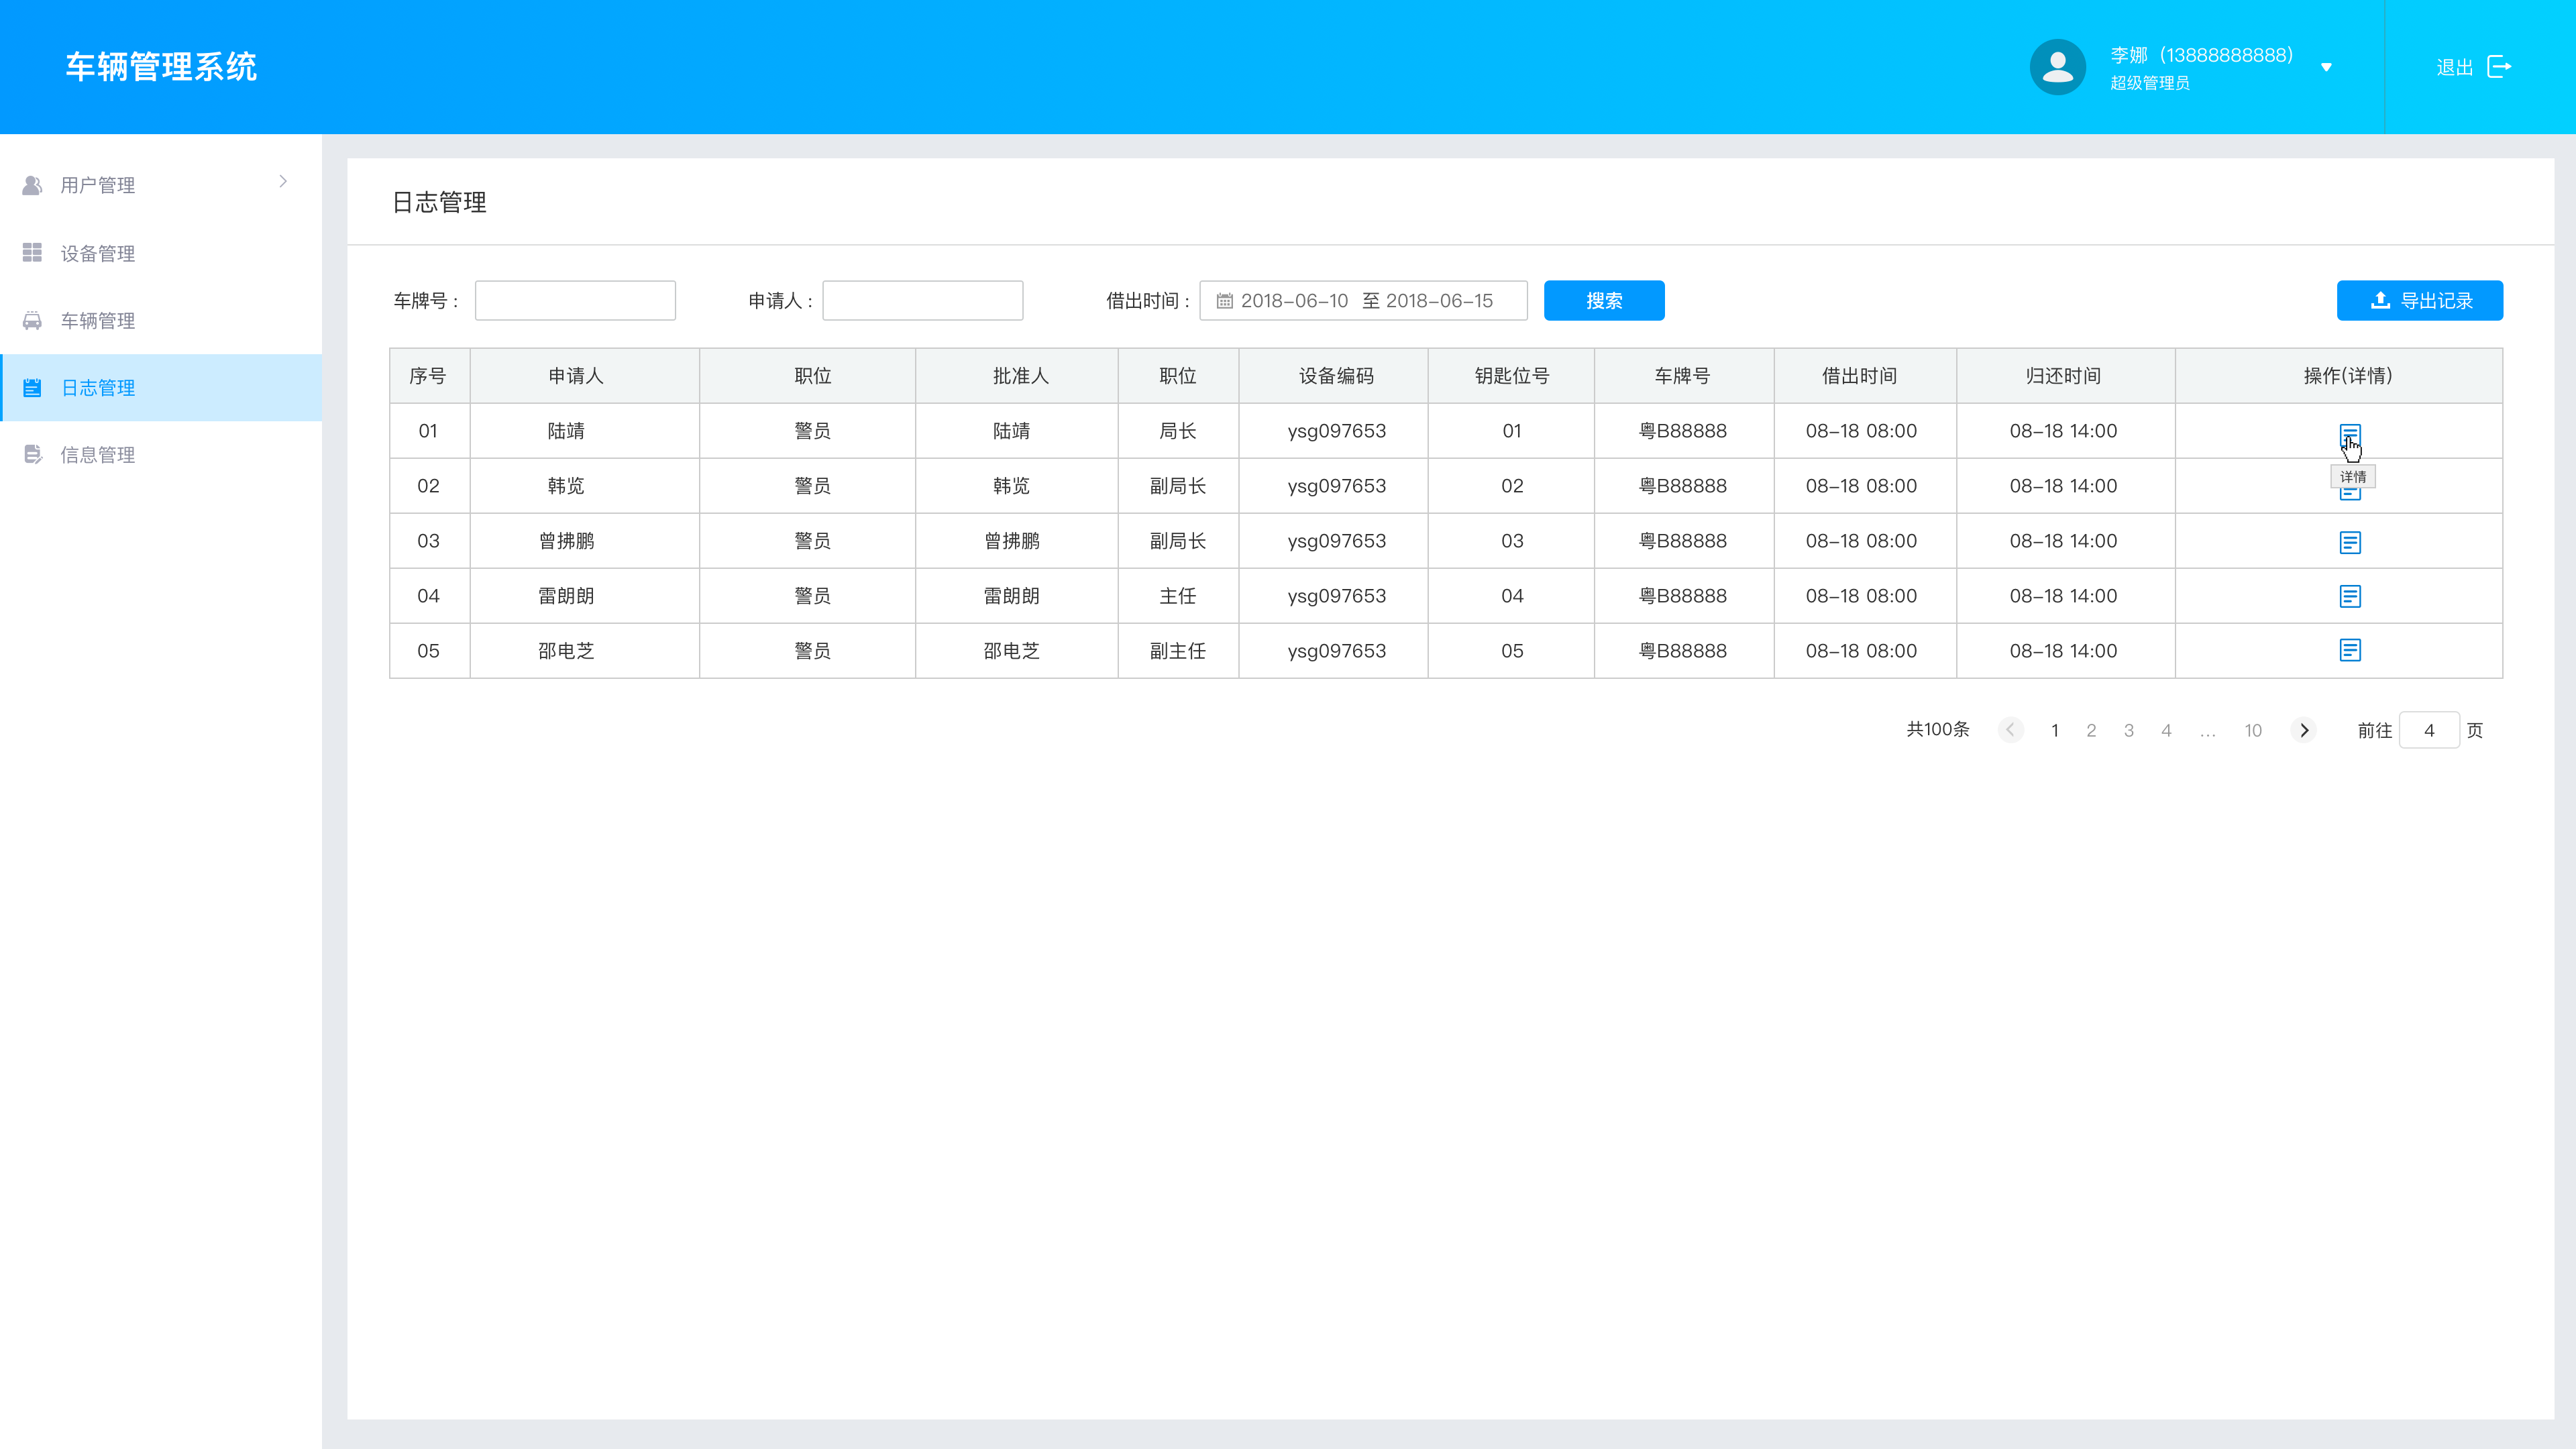 车辆管理系统
李娜（13888888888）
超级管理员
退出
用户管理
设备管理
车辆管理
日志管理
信息管理
日志管理
车牌号： 申请人： 借出时间： 2018-06-10 至 2018-06-15 搜索 导出记录
序号 申请人 职位 批准人 职位 设备编码 钥匙位号 车牌号 借出时间 归还时间 操作(详情)
01 陆靖 警员 陆靖 局长 ysg097653 01 粤B88888 08-18 08:00 08-18 14:00
详情
02 韩览 警员 韩览 副局长 ysg097653 02 粤B88888 08-18 08:00 08-18 14:00
03 曾拂鹏 警员 曾拂鹏 副局长 ysg097653 03 粤B88888 08-18 08:00 08-18 14:00
04 雷朗朗 警员 雷朗朗 主任 ysg097653 04 粤B88888 08-18 08:00 08-18 14:00
05 邵电芝 警员 邵电芝 副主任 ysg097653 05 粤B88888 08-18 08:00 08-18 14:00
共100条 1 2 3 4 ... 10 前往 4 页